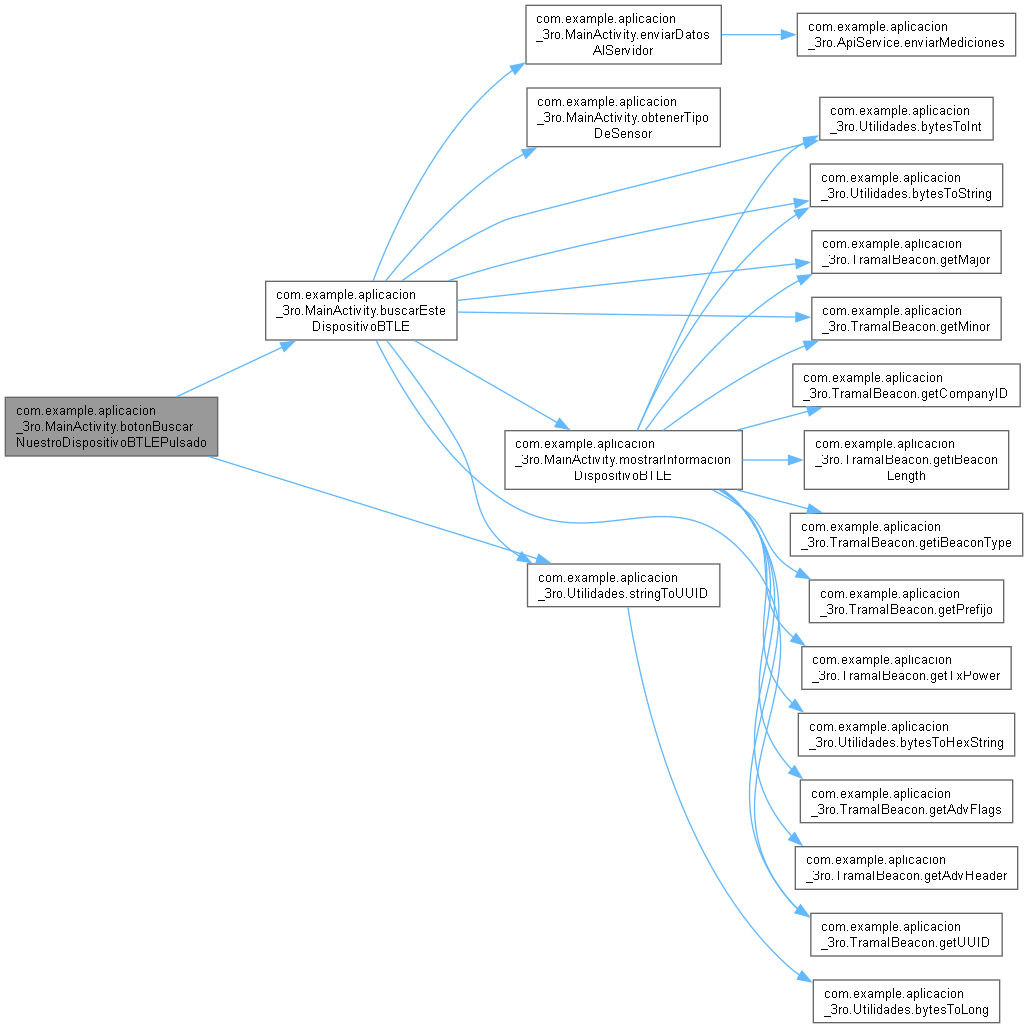 com.example.aplicacion
_3ro.MainActivity.enviarDatos
AlServidor
com.example.aplicacion
_3ro.ApiService.enviarMediciones
com.example.aplicacion
_3ro.MainActivity.obtenerTipo
DeSensor
com.example.aplicacion
_3ro.Utilidades.bytesToInt
com.example.aplicacion
_3ro.Utilidades.bytesToString
com.example.aplicacion
_3ro.TramaIBeacon.getMajor
com.example.aplicacion
_3ro.MainActivity.buscarEste
DispositivoBTLE
com.example.aplicacion
_3ro.TramaIBeacon.getMinor
com.example.aplicacion
_3ro.TramaIBeacon.getCompanyID
com.example.aplicacion
_3ro.MainActivity.botonBuscar
NuestroDispositivoBTLEPulsado
com.example.aplicacion
_3ro.MainActivity.mostrarInformacion
DispositivoBTLE
com.example.aplicacion
_3ro.TramaIBeacon.getiBeacon
Length
com.example.aplicacion
_3ro.TramaIBeacon.getiBeaconType
com.example.aplicacion
_3ro.Utilidades.stringToUUID
com.example.aplicacion
_3ro.TramaIBeacon.getPrefijo
com.example.aplicacion
_3ro.TramaIBeacon.getTxPower
com.example.aplicacion
_3ro.Utilidades.bytesToHexString
com.example.aplicacion
_3ro.TramaIBeacon.getAdvFlags
com.example.aplicacion
_3ro.TramaIBeacon.getAdvHeader
com.example.aplicacion
_3ro.TramaIBeacon.getUUID
com.example.aplicacion
_3ro.Utilidades.bytesToLong